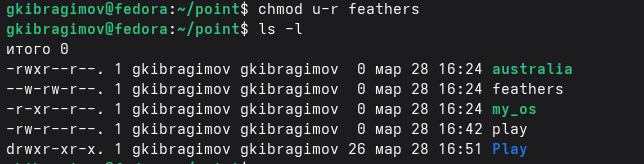 gkibragimov@fedora:~/point$ chmod u-r feathers
gkibragimov@fedora:~/point$ ls -l
итого 0
-rwxr--r--. 1 gkibragimov gkibragimov  0 мар 28 16:24 australia
--w-rw-r--. 1 gkibragimov gkibragimov  0 мар 28 16:24 feathers
-r-xr--r--. 1 gkibragimov gkibragimov  0 мар 28 16:24 my_os
-rw-r--r--. 1 gkibragimov gkibragimov  0 мар 28 16:42 play
drwxr-xr-x. 1 gkibragimov gkibragimov 26 мар 28 16:51 Play